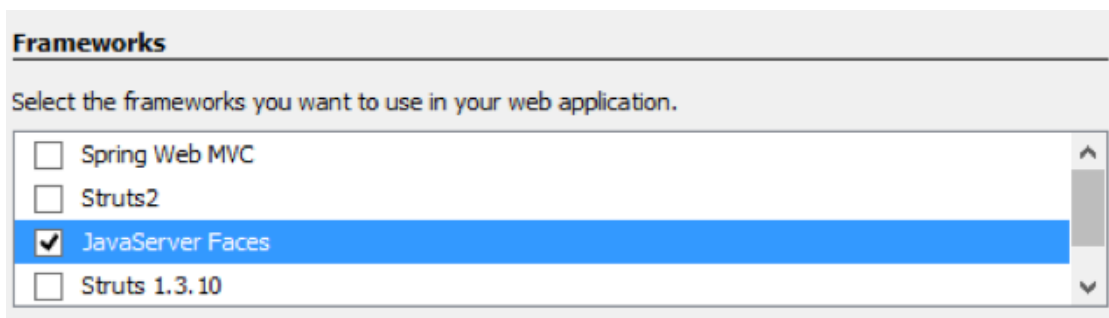 Frameworks
Select the frameworks you want to use in your web application.
Spring Web MVC
Struts2
JavaServer Faces
Struts 1.3.10